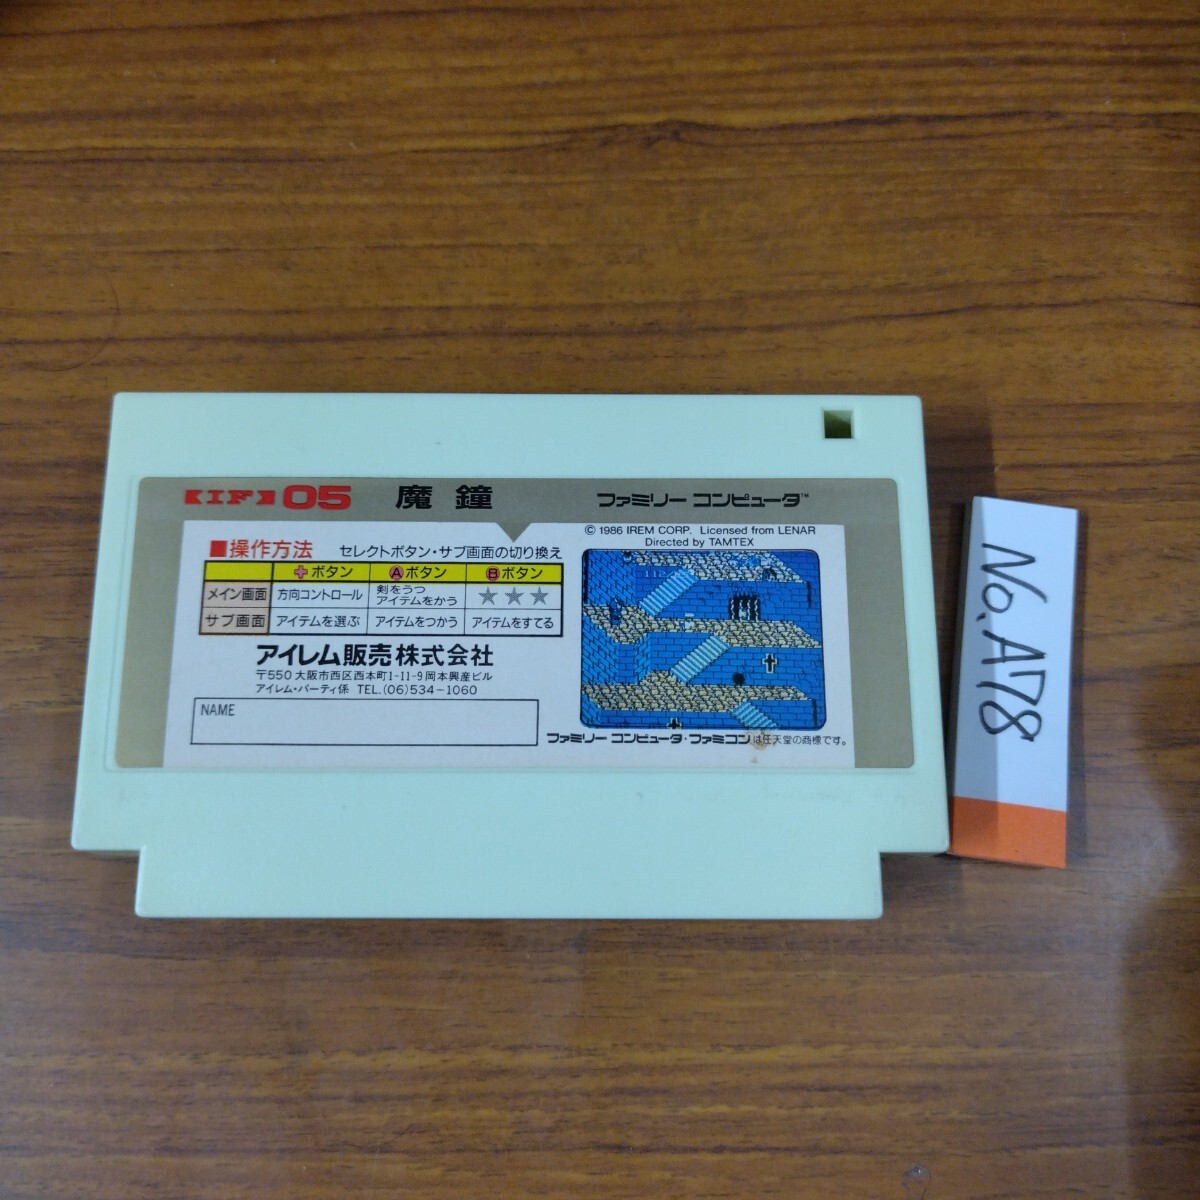 IF 05 魔鐘 ファミリー コンピュータ™
■操作方法 セレクトボタン・サブ画面の切り換え
✚ボタン Ⓐボタン Ⓑボタン
メイン画面 方向コントロール 剣をうつ アイテムをかう ★★★
サブ画面 アイテムを選ぶ アイテムをつかう アイテムをすてる
アイレム販売株式会社
〒550 大阪市西区西本町1-11-9岡本興産ビル
アイレム・パーティ係 TEL.(06)534-1060
NAME
© 1986 IREM CORP. Licensed from LENAR
Directed by TAMTEX
ファミリー コンピュータ・ファミコンは任天堂の商標です。
No.A78